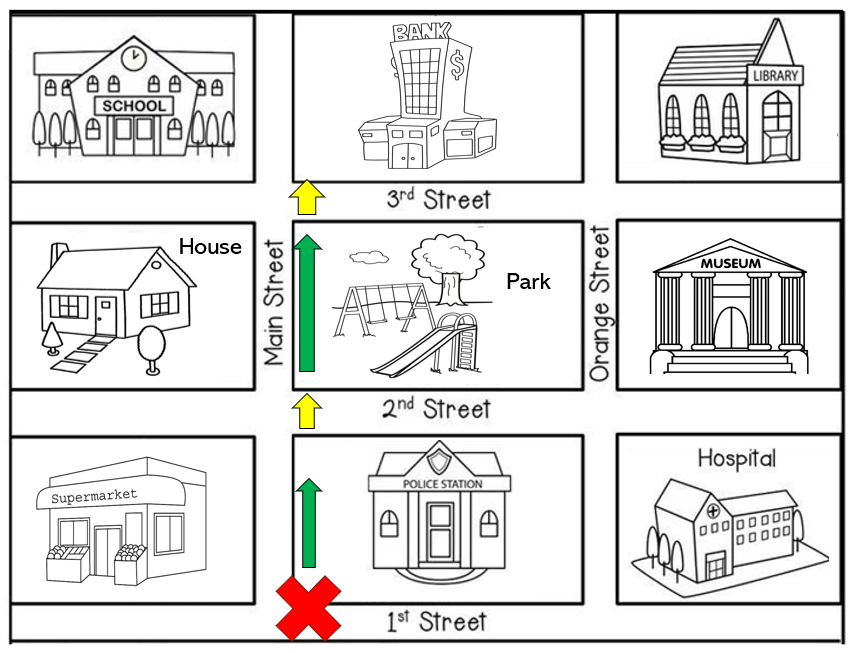 BANK
$
SCHOOL
LIBRARY
3rd Street
House
Main Street
Park
Orange Street
MUSEUM
2nd Street
Supermarket
POLICE STATION
Hospital
1st Street